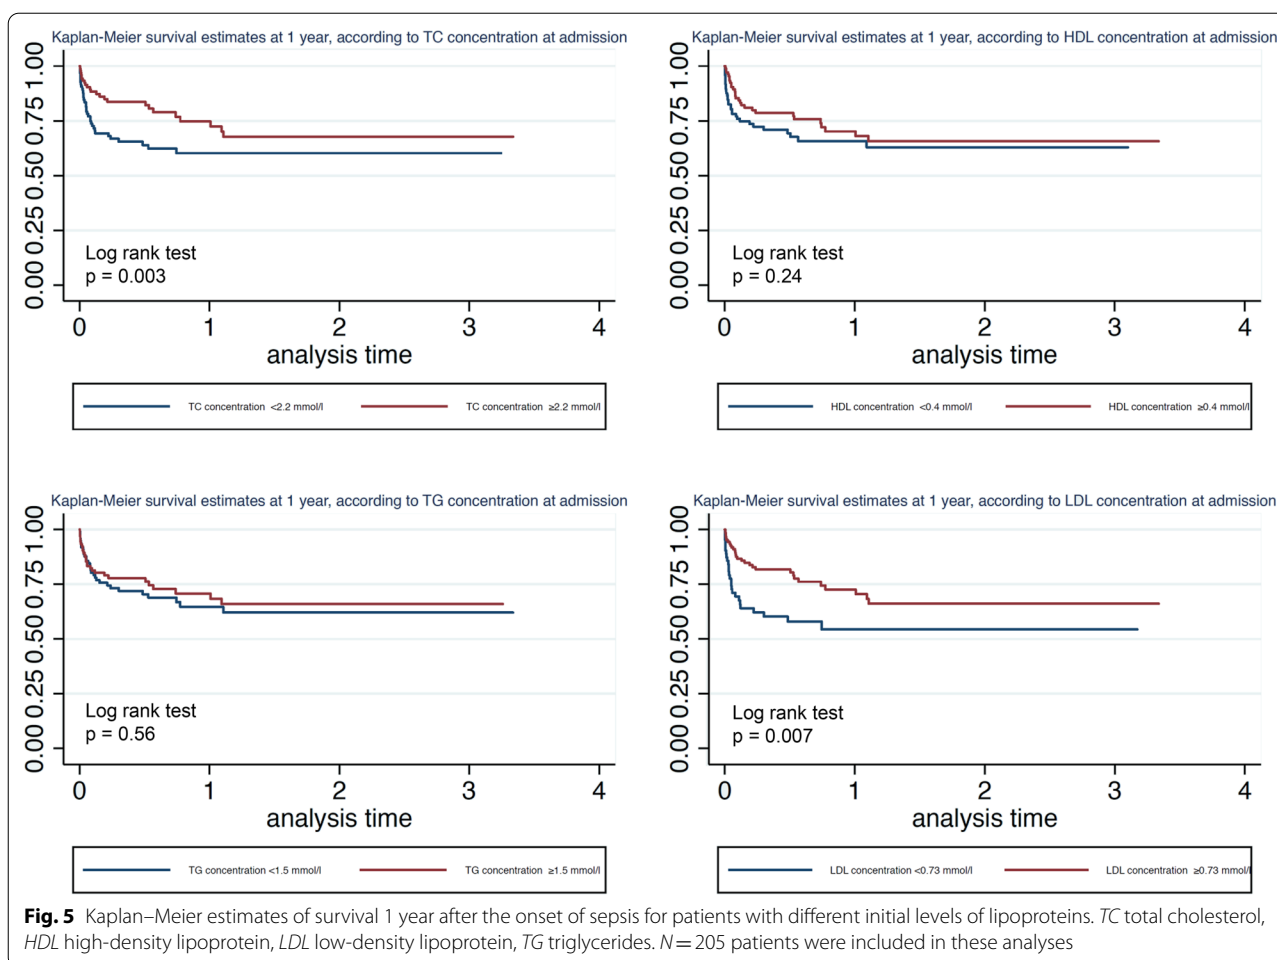 Kaplan-Meier survival estimates at 1 year, according to TC concentration at admission
1.00
0.75
0.50
0.25
0.00
Log rank test
p = 0.003
0 1 2 3 4
analysis time
TC concentration <2.2 mmol/l TC concentration ≥2.2 mmol/l
Kaplan-Meier survival estimates at 1 year, according to HDL concentration at admission
1.00
0.75
0.50
0.25
0.00
Log rank test
p = 0.24
0 1 2 3 4
analysis time
HDL concentration <0.4 mmol/l HDL concentration ≥0.4 mmol/l
Kaplan-Meier survival estimates at 1 year, according to TG concentration at admission
1.00
0.75
0.50
0.25
0.00
Log rank test
p = 0.56
0 1 2 3 4
analysis time
TG concentration <1.5 mmol/l TG concentration ≥1.5 mmol/l
Kaplan-Meier survival estimates at 1 year, according to LDL concentration at admission
1.00
0.75
0.50
0.25
0.00
Log rank test
p = 0.007
0 1 2 3 4
analysis time
LDL concentration <0.73 mmol/l LDL concentration ≥0.73 mmol/l
Fig. 5 Kaplan–Meier estimates of survival 1 year after the onset of sepsis for patients with different initial levels of lipoproteins. TC total cholesterol,
HDL high-density lipoprotein, LDL low-density lipoprotein, TG triglycerides. N = 205 patients were included in these analyses